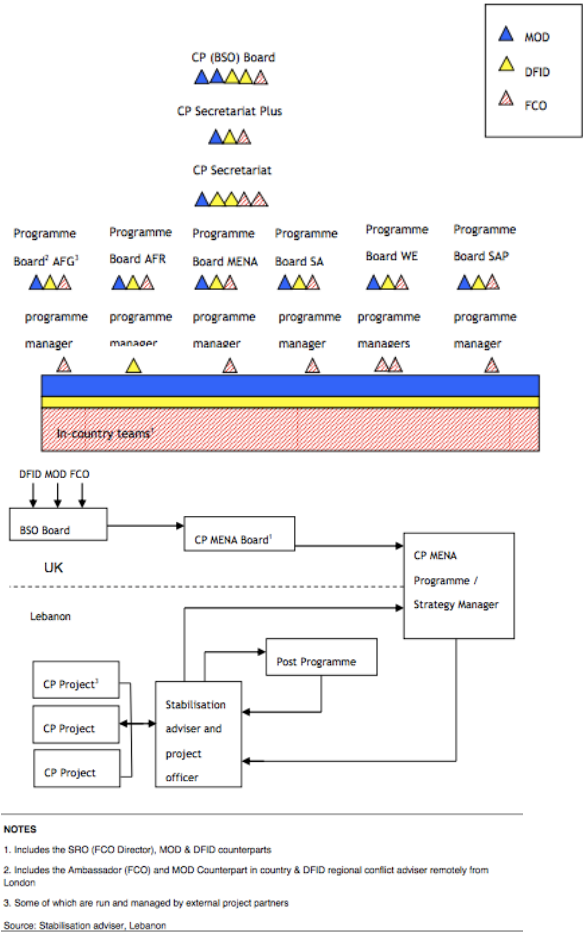 MOD
DFID
FCO
CP (BSO) Board
CP Secretariat Plus
CP Secretariat
Programme
Board² AFG³
Programme
Board AFR
Programme
Board MENA
Programme
Board SA
Programme
Board WE
Programme
Board SAP
programme
manager
programme
manager
programme
manager
programme
manager
programme
managers
programme
manager
In-country teams¹
DFID MOD FCO
BSO Board
CP MENA Board¹
CP MENA
Programme /
Strategy Manager
UK
Lebanon
Post Programme
CP Project³
CP Project
CP Project
Stabilisation
adviser and
project
officer
NOTES
1. Includes the SRO (FCO Director), MOD & DFID counterparts
2. Includes the Ambassador (FCO) and MOD Counterpart in country & DFID regional conflict adviser remotely from
London
3. Some of which are run and managed by external project partners
Source: Stabilisation adviser, Lebanon